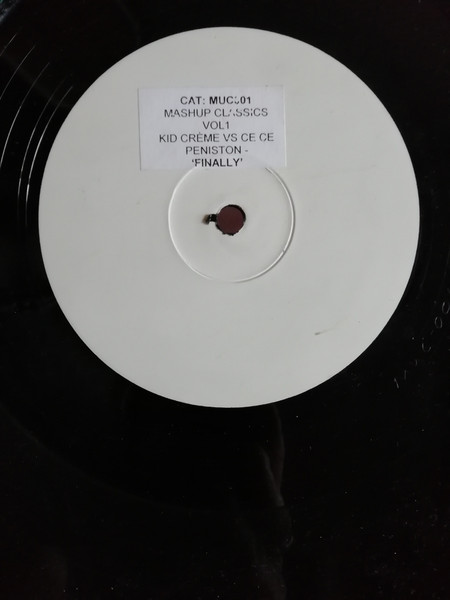 CAT: MUC001
MASHUP CLASSICS
VOL1
KID CRÈME VS CE CE
PENISTON -
'FINALLY'